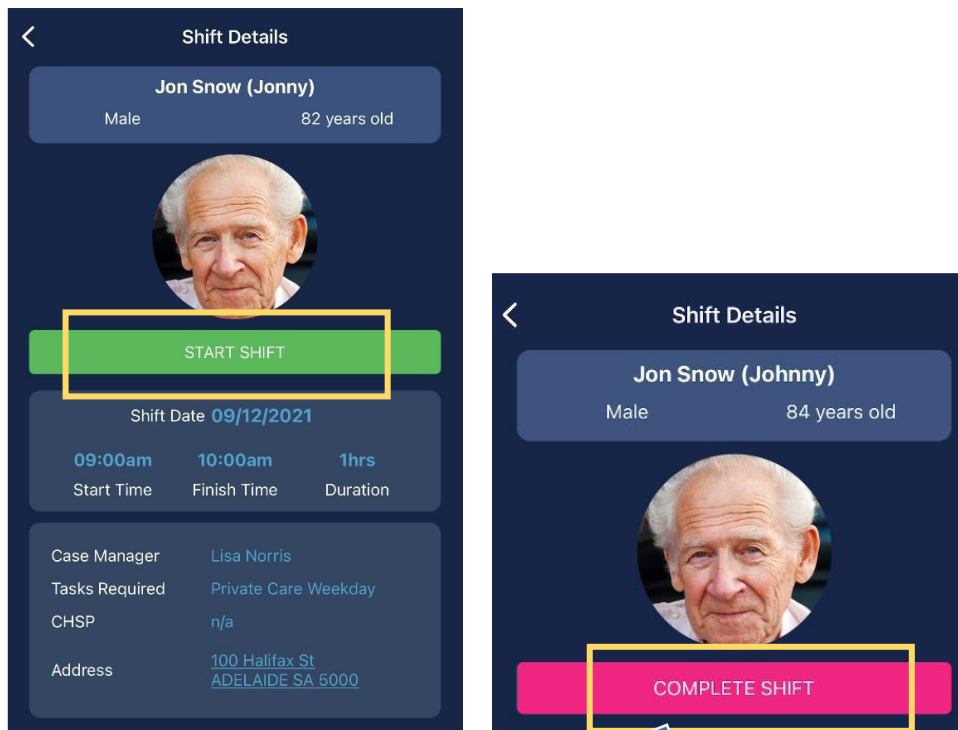 Shift Details
Jon Snow (Jonny)
Male 82 years old
START SHIFT
Shift Date 09/12/2021
09:00am 10:00am 1hrs
Start Time Finish Time Duration
Case Manager Lisa Norris
Tasks Required Private Care Weekday
CHSP n/a
Address 100 Halifax St
ADELAIDE SA 5000
Shift Details
Jon Snow (Johnny)
Male 84 years old
COMPLETE SHIFT